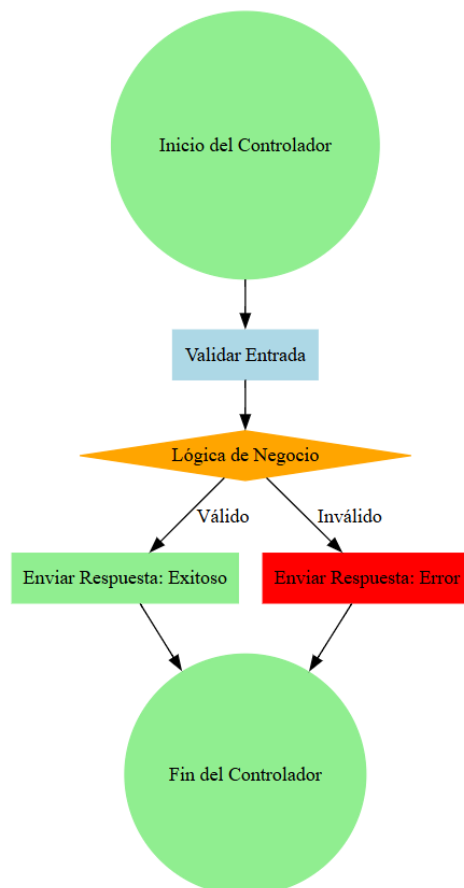 Inicio del Controlador
Validar Entrada
Lógica de Negocio
Válido
Inválido
Enviar Respuesta: Exitoso
Enviar Respuesta: Error
Fin del Controlador